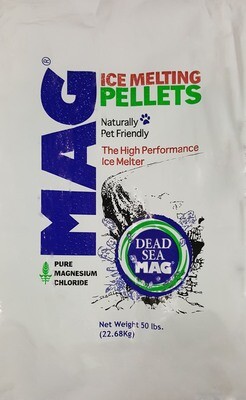 MAG®
ICE MELTING
PELLETS
Naturally
Pet Friendly
The High Performance
Ice Melter
DEAD
SEA
MAG®
PURE
MAGNESIUM
CHLORIDE
Net Weight 50 lbs.
(22.68Kg)